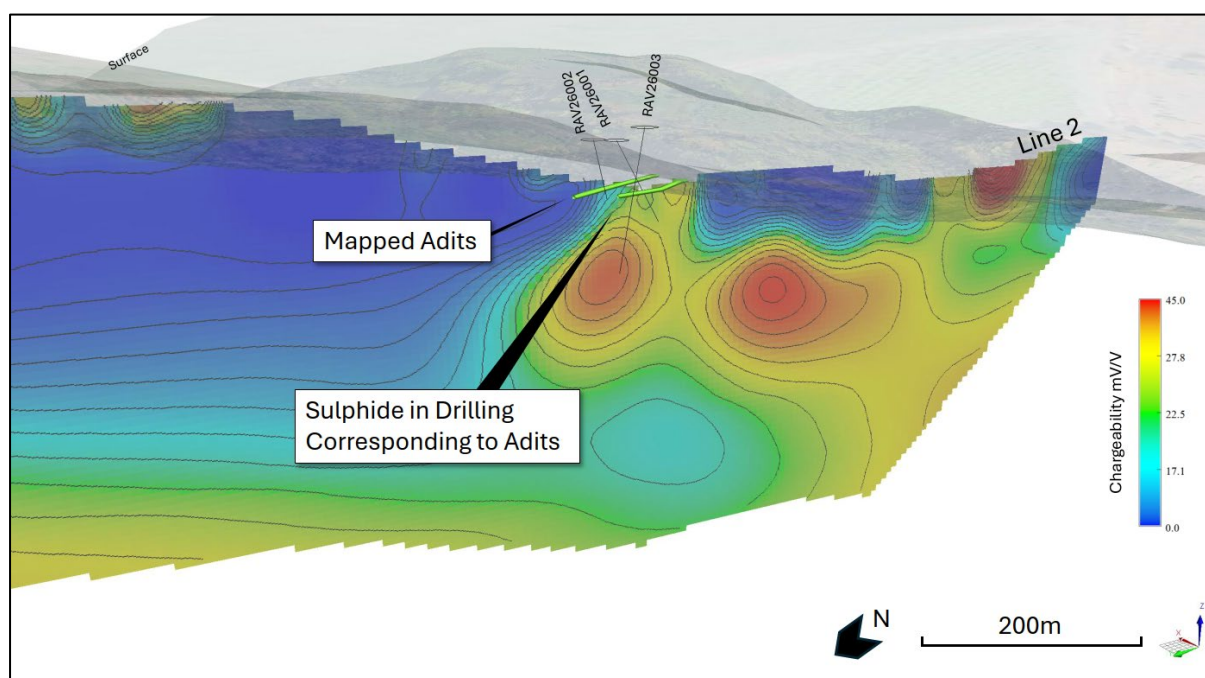 Surface
RAV26002
RAV26001
RAV26003
Line 2
Mapped Adits
Sulphide in Drilling
Corresponding to Adits
Chargeability mV/V
45.0
27.8
22.5
17.1
0.0
N
200m
Z
X